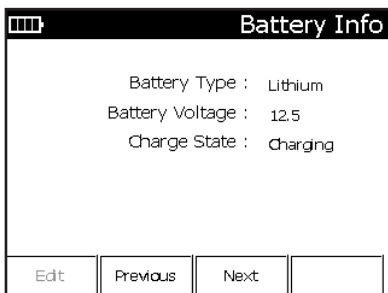 Battery Info
Battery Type : Lithium
Battery Voltage : 12.5
Charge State : Charging
Edit Previous Next